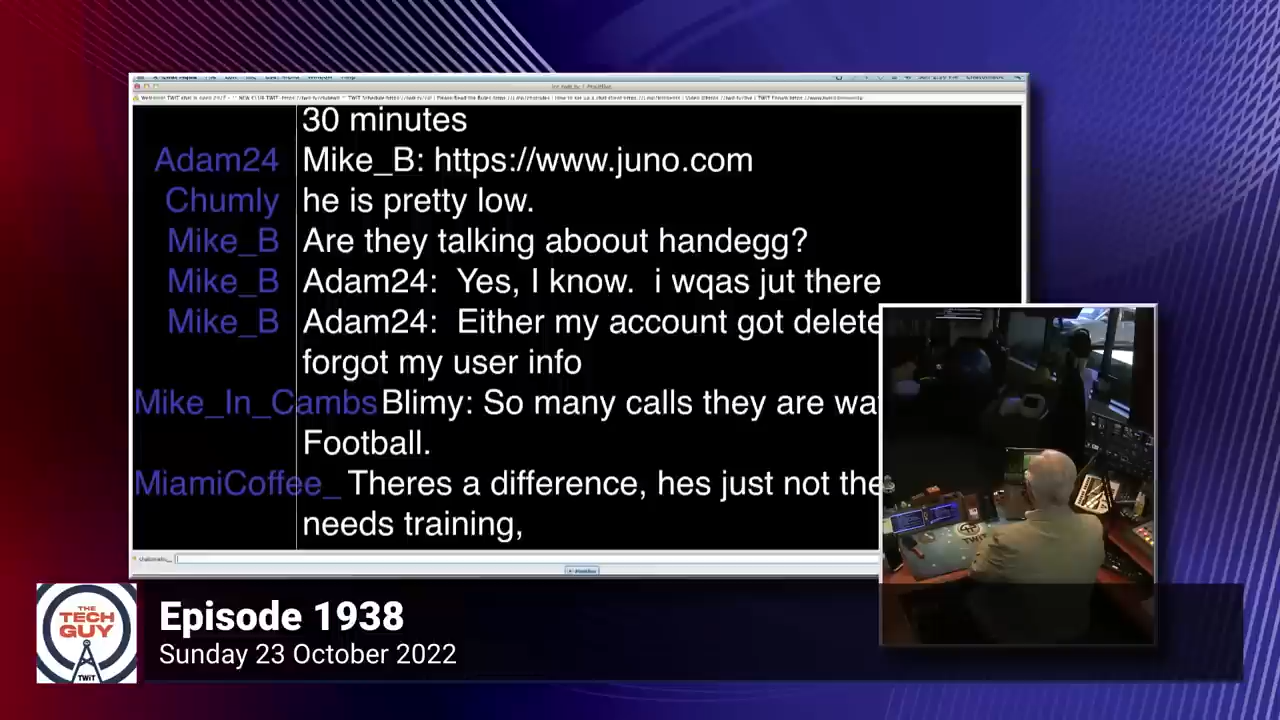 30 minutes
Adam24 Mike_B: https://www.juno.com
Chumly he is pretty low.
Mike_B Are they talking aboout handegg?
Mike_B Adam24: Yes, I know. i wqas jut there
Mike_B Adam24: Either my account got delete
forgot my user info
Mike_In_Cambs Blimy: So many calls they are wa
Football.
MiamiCoffee_ Theres a difference, hes just not the
needs training,
TWiT
THE
TECH
GUY
TWiT
Episode 1938
Sunday 23 October 2022